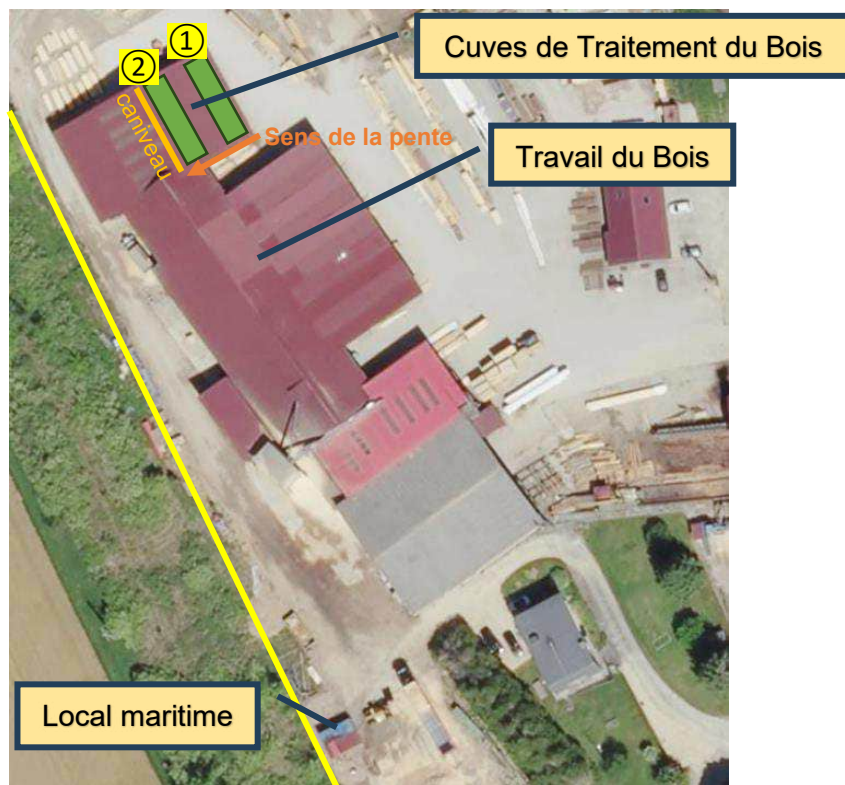 Cuves de Traitement du Bois
①
②
caniveau
Sens de la pente
Travail du Bois
Local maritime